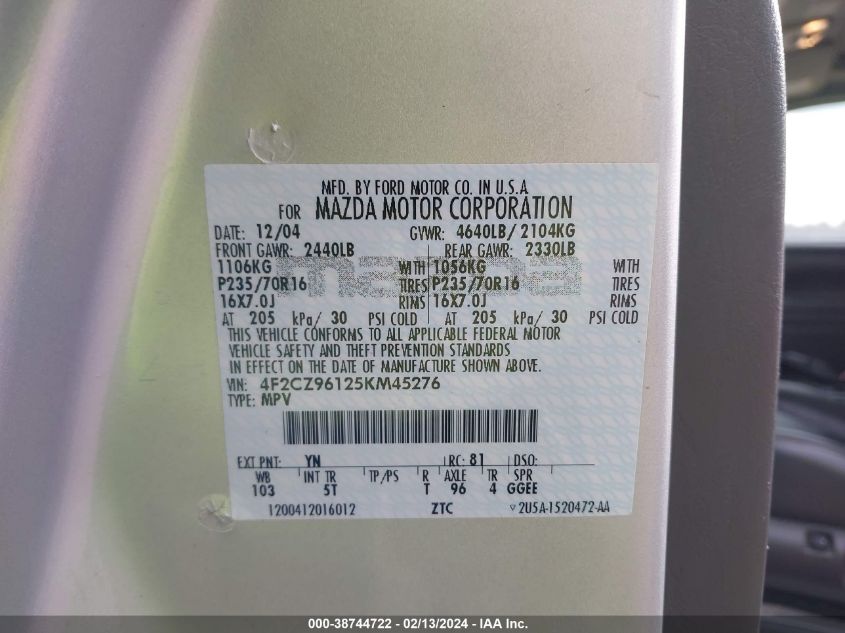 MFD. BY FORD MOTOR CO. IN U.S.A.
FOR MAZDA MOTOR CORPORATION
DATE: 12/04 GVWR: 4640LB/2104KG
FRONT GAWR: 2440LB REAR GAWR: 2330LB
1106KG WITH 1056KG WITH
P235/70R16 TIRES P235/70R16 TIRES
16X7.0J RIMS 16X7.0J RIMS
AT 205 kPa/ 30 PSI COLD AT 205 kPa/ 30 PSI COLD
THIS VEHICLE CONFORMS TO ALL APPLICABLE FEDERAL MOTOR
VEHICLE SAFETY AND THEFT PREVENTION STANDARDS
IN EFFECT ON THE DATE OF MANUFACTURE SHOWN ABOVE.
VIN: 4F2CZ96125KM45276
TYPE: MPV
mazda
EXT PNT: YN RC: 81 DSO:
WB INT TR TP/PS R AXLE TR SPR
103 5T T 96 4 GGEE
1200412016012 ZTC 2U5A-1520472-AA
000-38744722 - 02/13/2024 - IAA Inc.